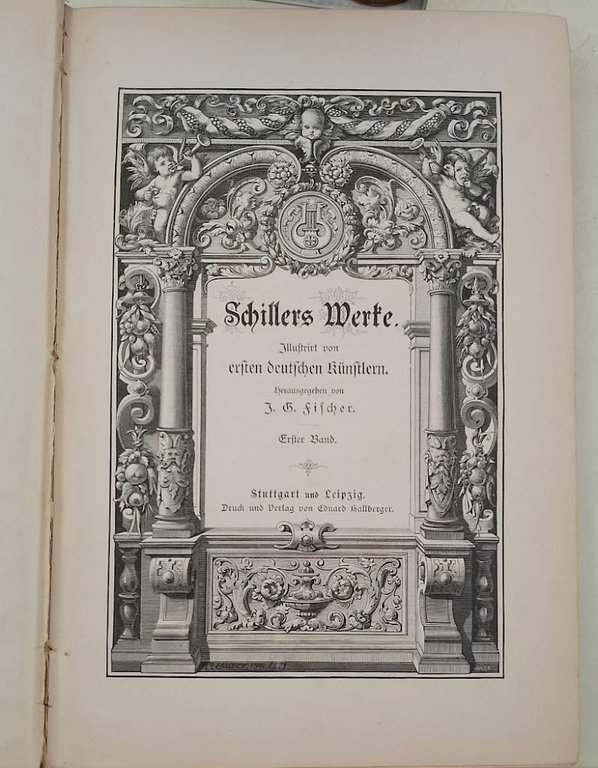 Schillers Werke.
Illustrirt von
ersten deutschen Künstlern.
Herausgegeben von
J. G. Fischer.
Erster Band.
Stuttgart und Leipzig.
Druck und Verlag von Eduard Hallberger.